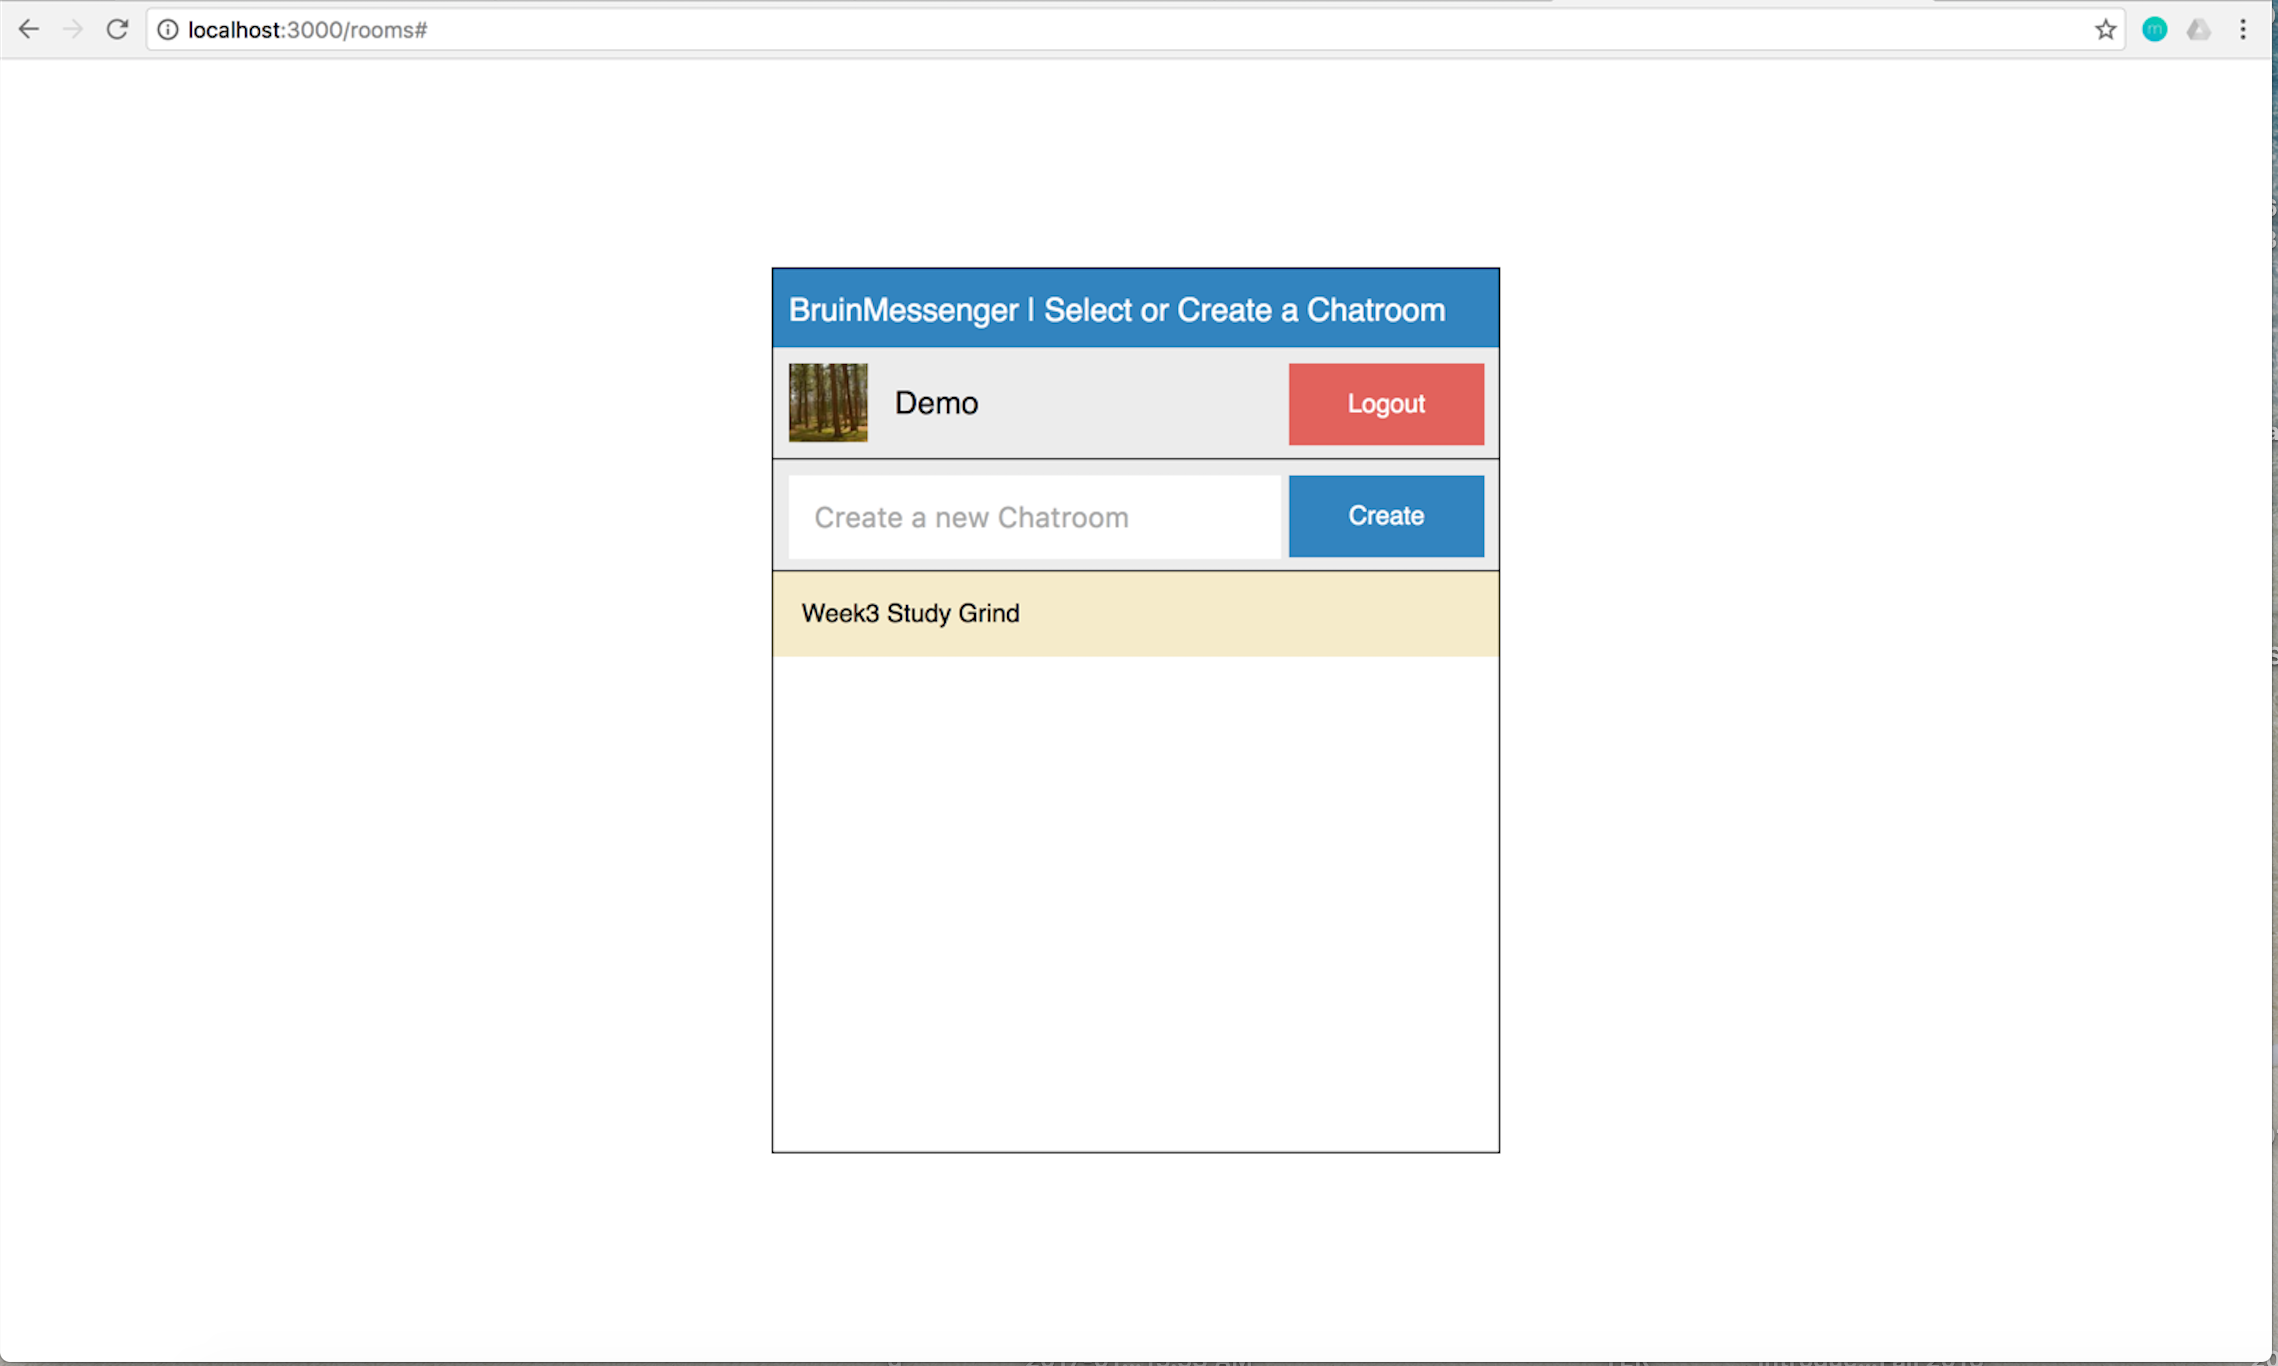 localhost:3000/rooms#
BruinMessenger | Select or Create a Chatroom
Demo
Logout
Create a new Chatroom
Create
Week3 Study Grind